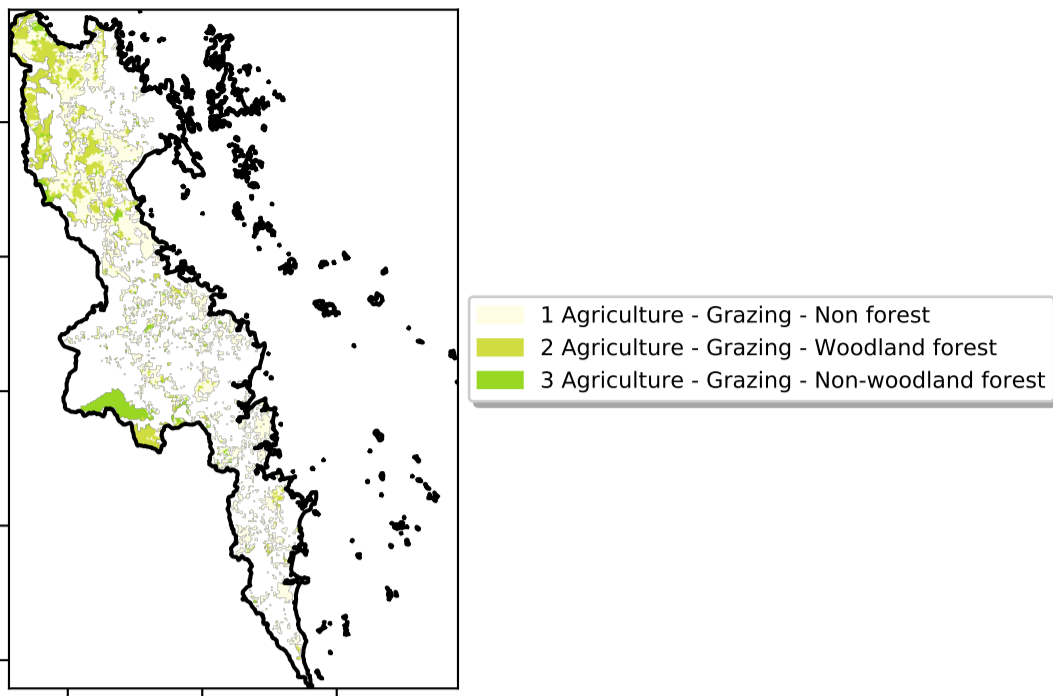 1 Agriculture - Grazing - Non forest
2 Agriculture - Grazing - Woodland forest
3 Agriculture - Grazing - Non-woodland forest